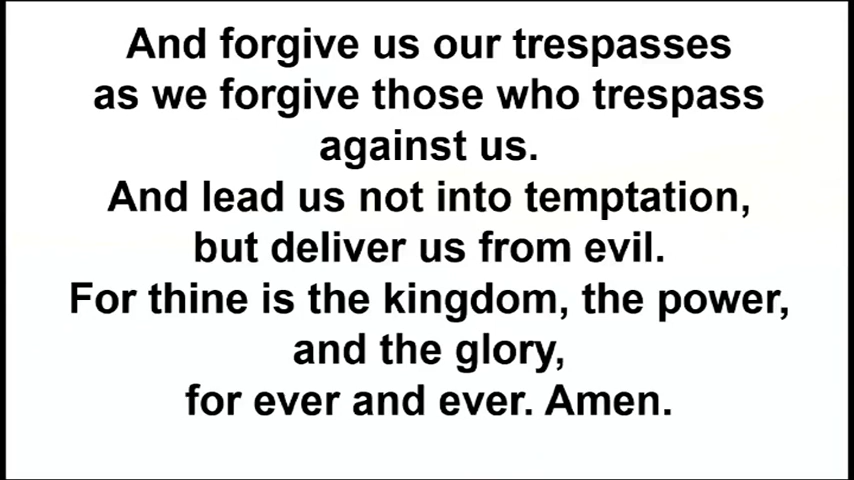 And forgive us our trespasses
as we forgive those who trespass
against us.
And lead us not into temptation,
but deliver us from evil.
For thine is the kingdom, the power,
and the glory,
for ever and ever. Amen.